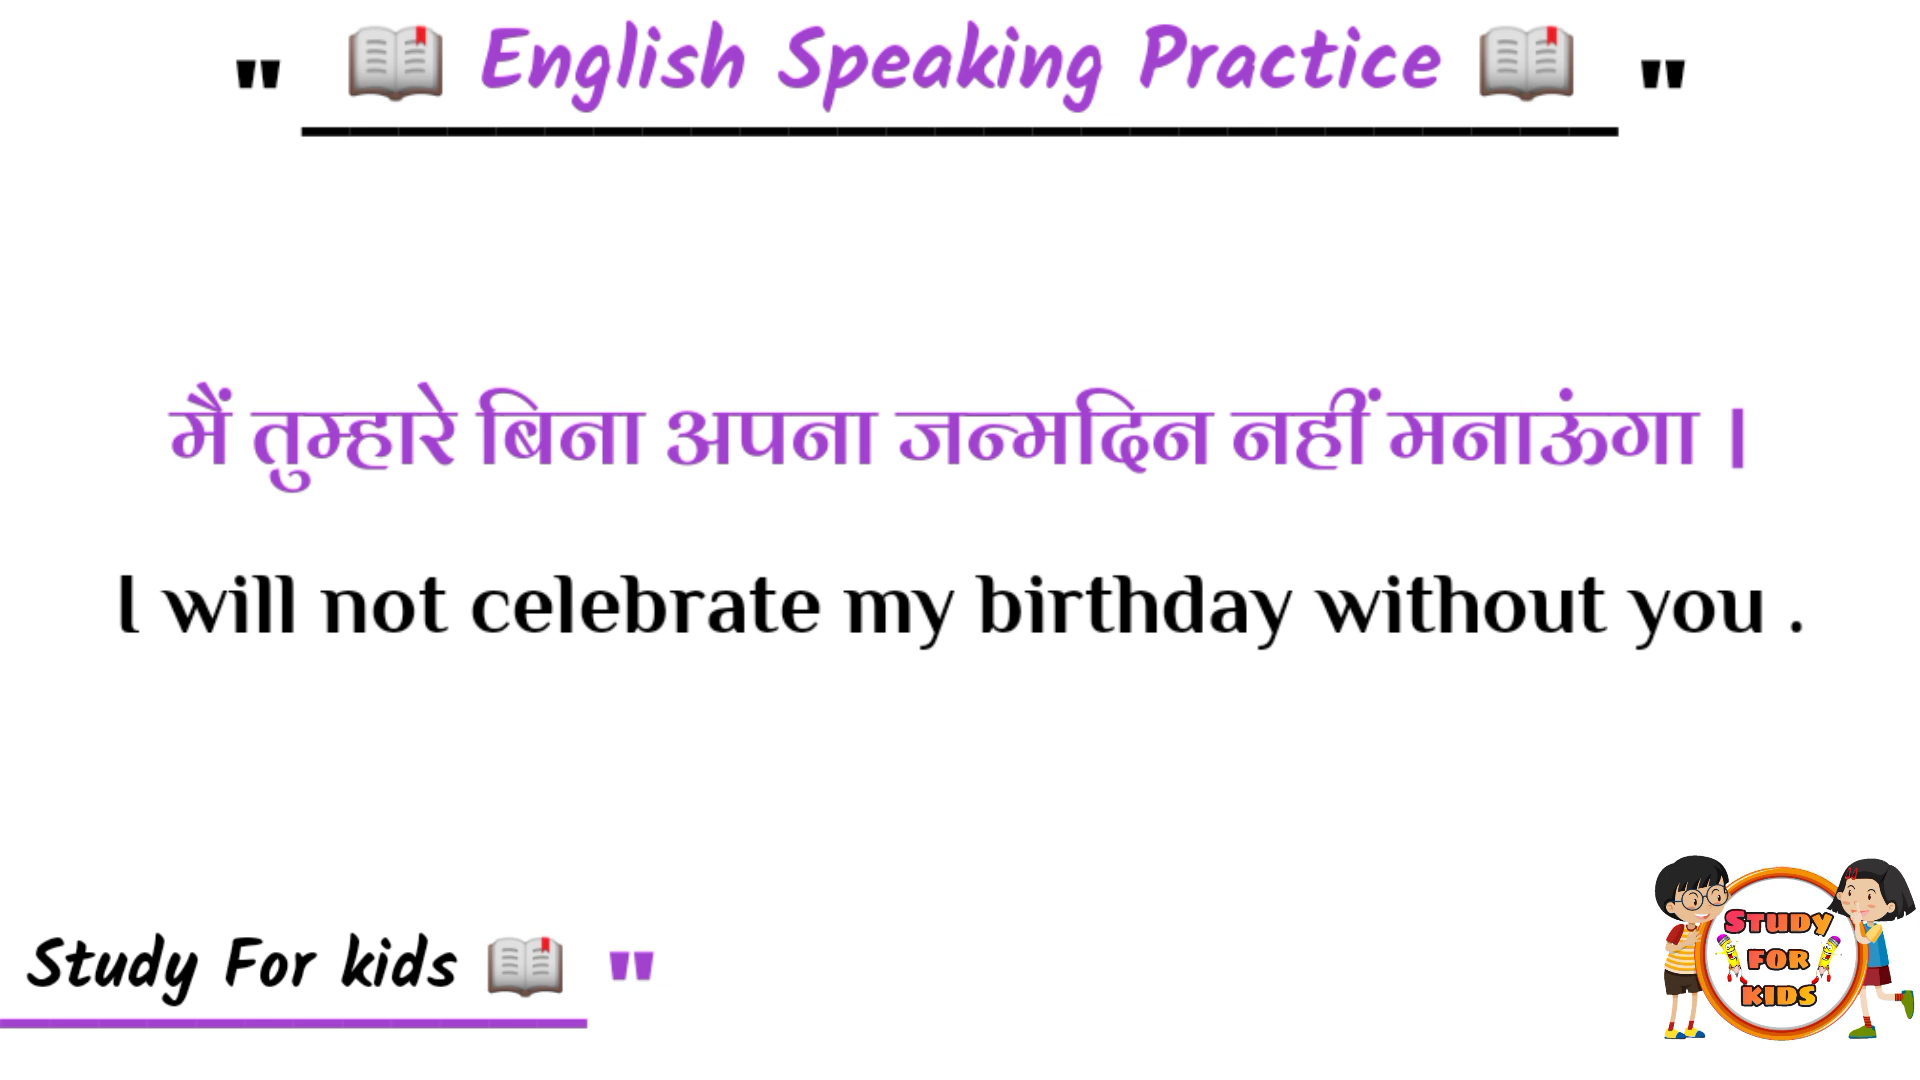 " 📖 English Speaking Practice 📖 "
मैं तुम्हारे बिना अपना जन्मदिन नहीं मनाऊंगा ।
I will not celebrate my birthday without you .
Study For kids 📖 "
STUDY
FOR
KIDS